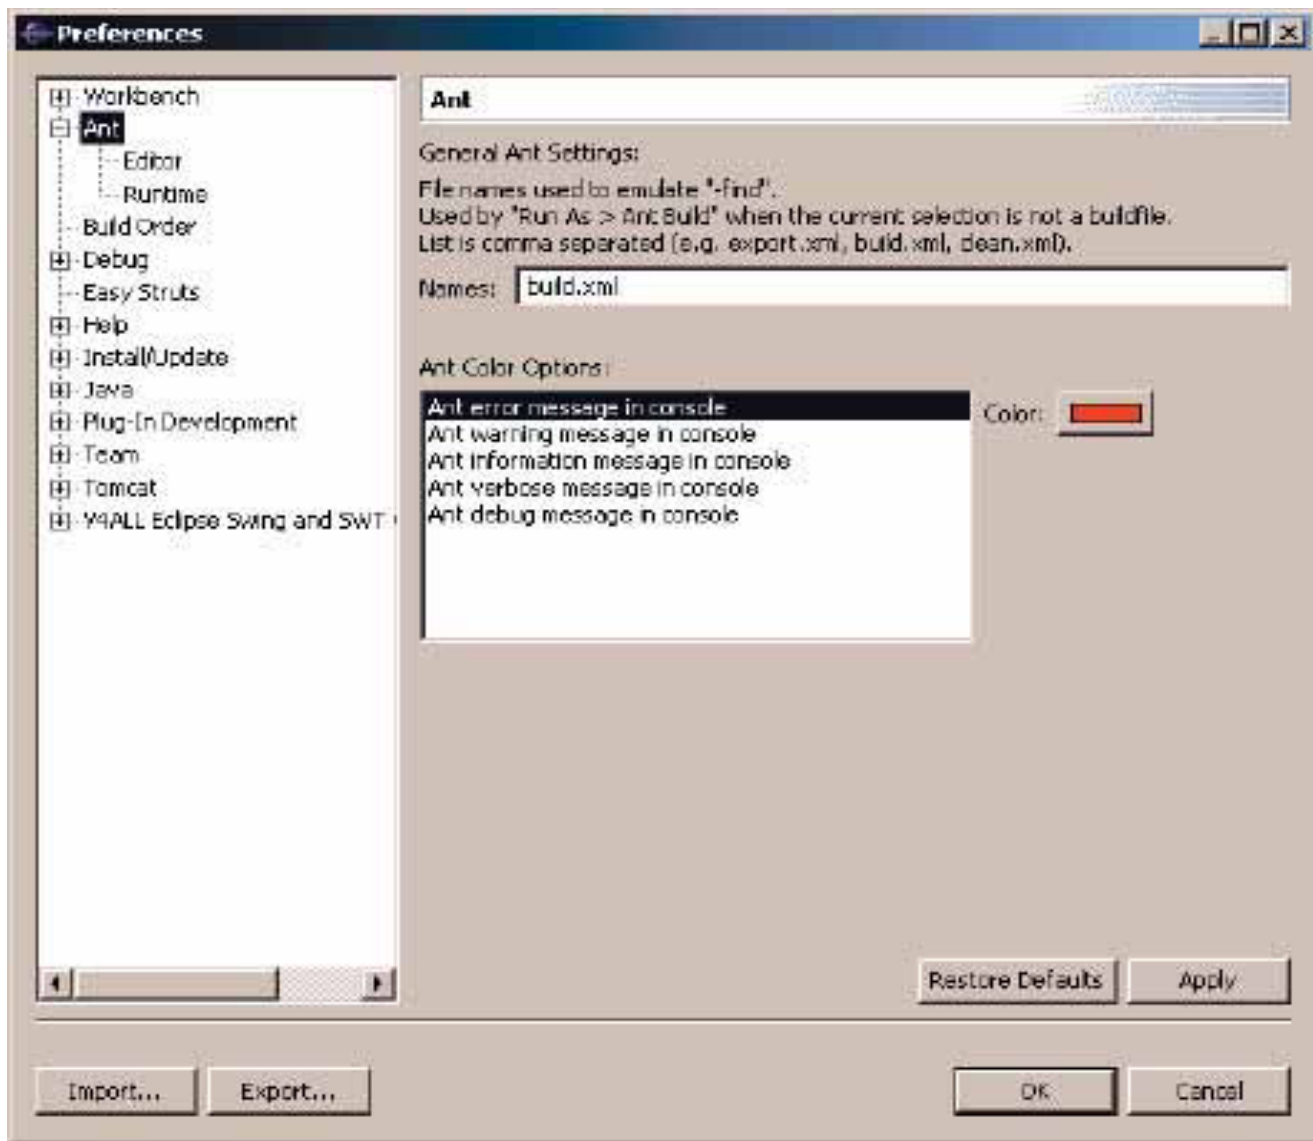 Preferences
Workbench
Ant
Editor
Runtime
Build Order
Debug
Easy Struts
Help
Install/Update
Java
Plug-In Development
Team
Tomcat
V4ALL Eclipse Swing and SWT
Ant
General Ant Settings:
File names used to emulate "-find".
Used by "Run As > Ant Build" when the current selection is not a buildfile.
List is comma separated (e.g. export.xml, build.xml, clean.xml).
Names: build.xml
Ant Color Options:
Ant error message in console
Ant warning message in console
Ant information message in console
Ant verbose message in console
Ant debug message in console
Color:
Restore Defaults
Apply
Import...
Export...
OK
Cancel